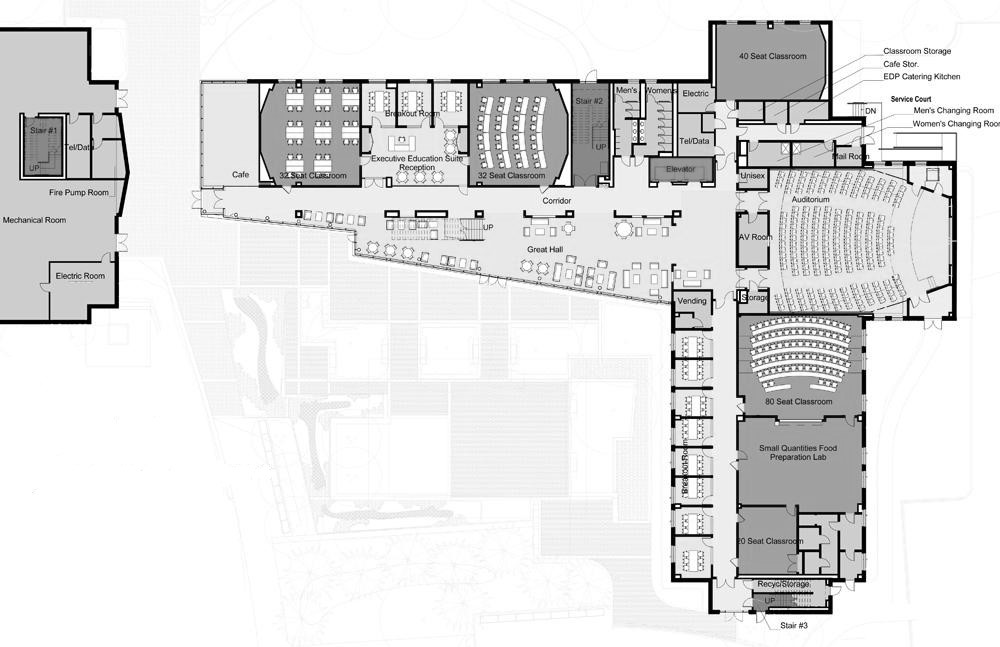 40 Seat Classroom
Classroom Storage
Cafe Stor.
EDP Catering Kitchen
Service Court
Men's Changing Room
Women's Changing Room
DN
Men's
Women's
Electric
Stair #2
Breakout Room
Stair #1
Tel/Data
UP
Tel/Data
UP
Executive Education Suite
Reception
Mail Room
Cafe
32 Seat Classroom
32 Seat Classroom
Elevator
Unisex
Fire Pump Room
Corridor
Auditorium
Mechanical Room
UP
AV Room
Great Hall
Electric Room
Vending
Storage
80 Seat Classroom
Small Quantities Food
Preparation Lab
Breakout Room
20 Seat Classroom
Recyc/Storage
UP
Stair #3